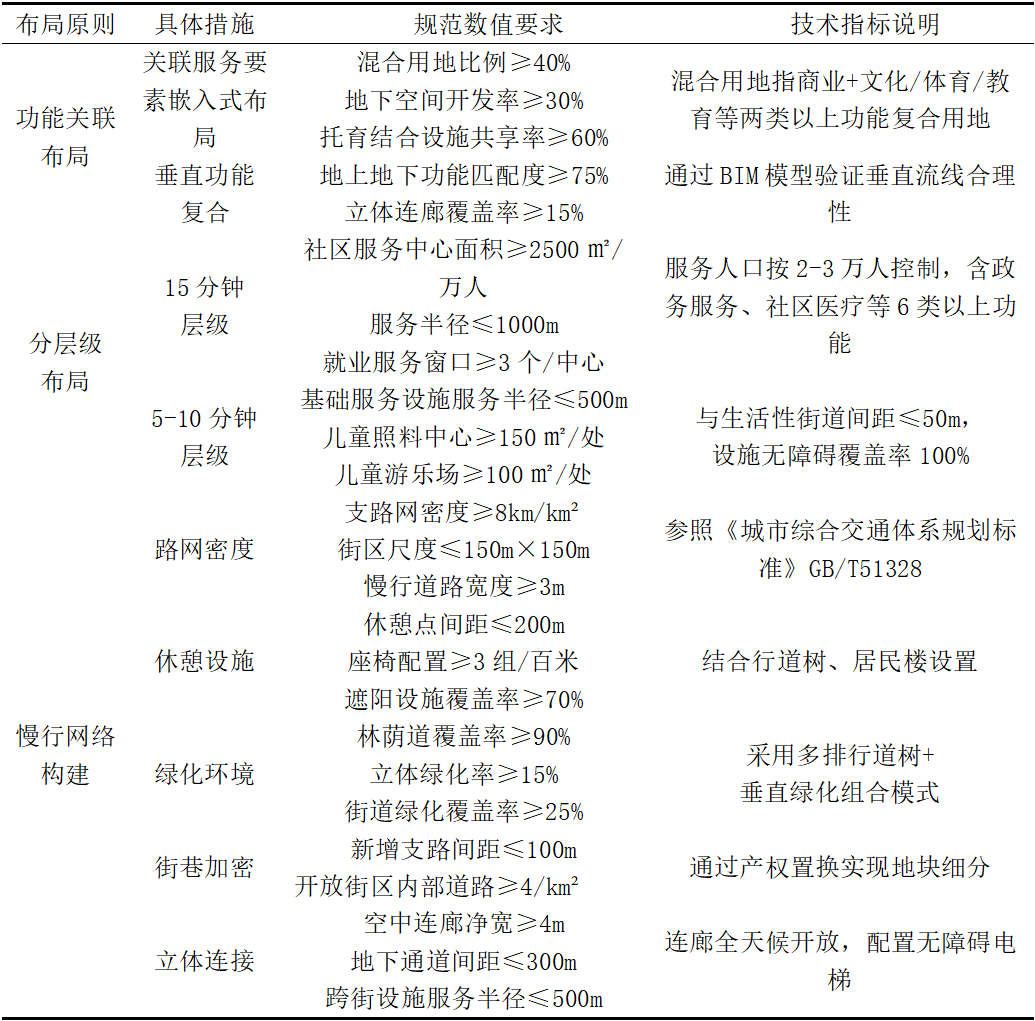 布局原则 具体措施 规范数值要求 技术指标说明
功能关联
布局
关联服务要
素嵌入式布
局
混合用地比例≥40%
地下空间开发率≥30%
托育结合设施共享率≥60%
混合用地指商业+文化/体育/教
育等两类以上功能复合用地
垂直功能
复合
地上地下功能匹配度≥75%
立体连廊覆盖率≥15%
通过BIM模型验证垂直流线合理
性
分层级
布局
15分钟
层级
社区服务中心面积≥2500㎡/
万人
服务半径≤1000m
就业服务窗口≥3个/中心
服务人口按2-3万人控制，含政
务服务、社区医疗等6类以上功
能
5-10分钟
层级
基础服务设施服务半径≤500m
儿童照料中心≥150㎡/处
儿童游乐场≥100㎡/处
与生活性街道间距≤50m，
设施无障碍覆盖率100%
慢行网络
构建
路网密度
支路网密度≥8km/km²
街区尺度≤150m×150m
慢行道路宽度≥3m
参照《城市综合交通体系规划标
准》GB/T51328
休憩设施
休憩点间距≤200m
座椅配置≥3组/百米
遮阳设施覆盖率≥70%
结合行道树、居民楼设置
绿化环境
林荫道覆盖率≥90%
立体绿化率≥15%
街道绿化覆盖率≥25%
采用多排行道树+
垂直绿化组合模式
街巷加密
新增支路间距≤100m
开放街区内部道路≥4/km²
通过产权置换实现地块细分
立体连接
空中连廊净宽≥4m
地下通道间距≤300m
跨街设施服务半径≤500m
连廊全天候开放，配置无障碍电
梯